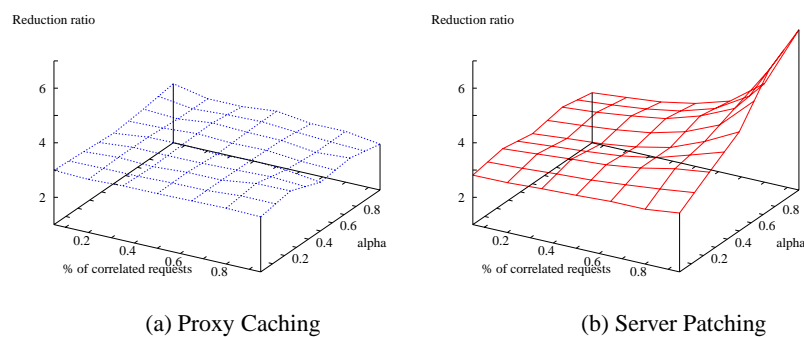 Reduction ratio
6
4
2
0.2
0.4
0.6
0.8
% of correlated requests
0.2
0.4
0.6
0.8
alpha
(a) Proxy Caching
Reduction ratio
6
4
2
0.2
0.4
0.6
0.8
% of correlated requests
0.2
0.4
0.6
0.8
alpha
(b) Server Patching